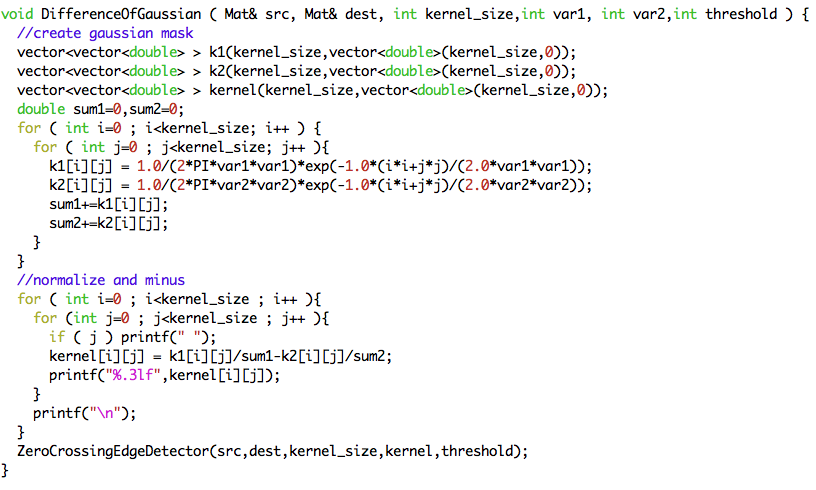 void DifferenceOfGaussian ( Mat& src, Mat& dest, int kernel_size,int var1, int var2,int threshold ) {
  //create gaussian mask
  vector<vector<double> > k1(kernel_size,vector<double>(kernel_size,0));
  vector<vector<double> > k2(kernel_size,vector<double>(kernel_size,0));
  vector<vector<double> > kernel(kernel_size,vector<double>(kernel_size,0));
  double sum1=0,sum2=0;
  for ( int i=0 ; i<kernel_size; i++ ) {
    for ( int j=0 ; j<kernel_size; j++ ){
      k1[i][j] = 1.0/(2*PI*var1*var1)*exp(-1.0*(i*i+j*j)/(2.0*var1*var1));
      k2[i][j] = 1.0/(2*PI*var2*var2)*exp(-1.0*(i*i+j*j)/(2.0*var2*var2));
      sum1+=k1[i][j];
      sum2+=k2[i][j];
    }
  }
  //normalize and minus
  for ( int i=0 ; i<kernel_size ; i++ ){
    for (int j=0 ; j<kernel_size ; j++ ){
      if ( j ) printf(" ");
      kernel[i][j] = k1[i][j]/sum1-k2[i][j]/sum2;
      printf("%.3lf",kernel[i][j]);
    }
    printf("\n");
  }
  ZeroCrossingEdgeDetector(src,dest,kernel_size,kernel,threshold);
}